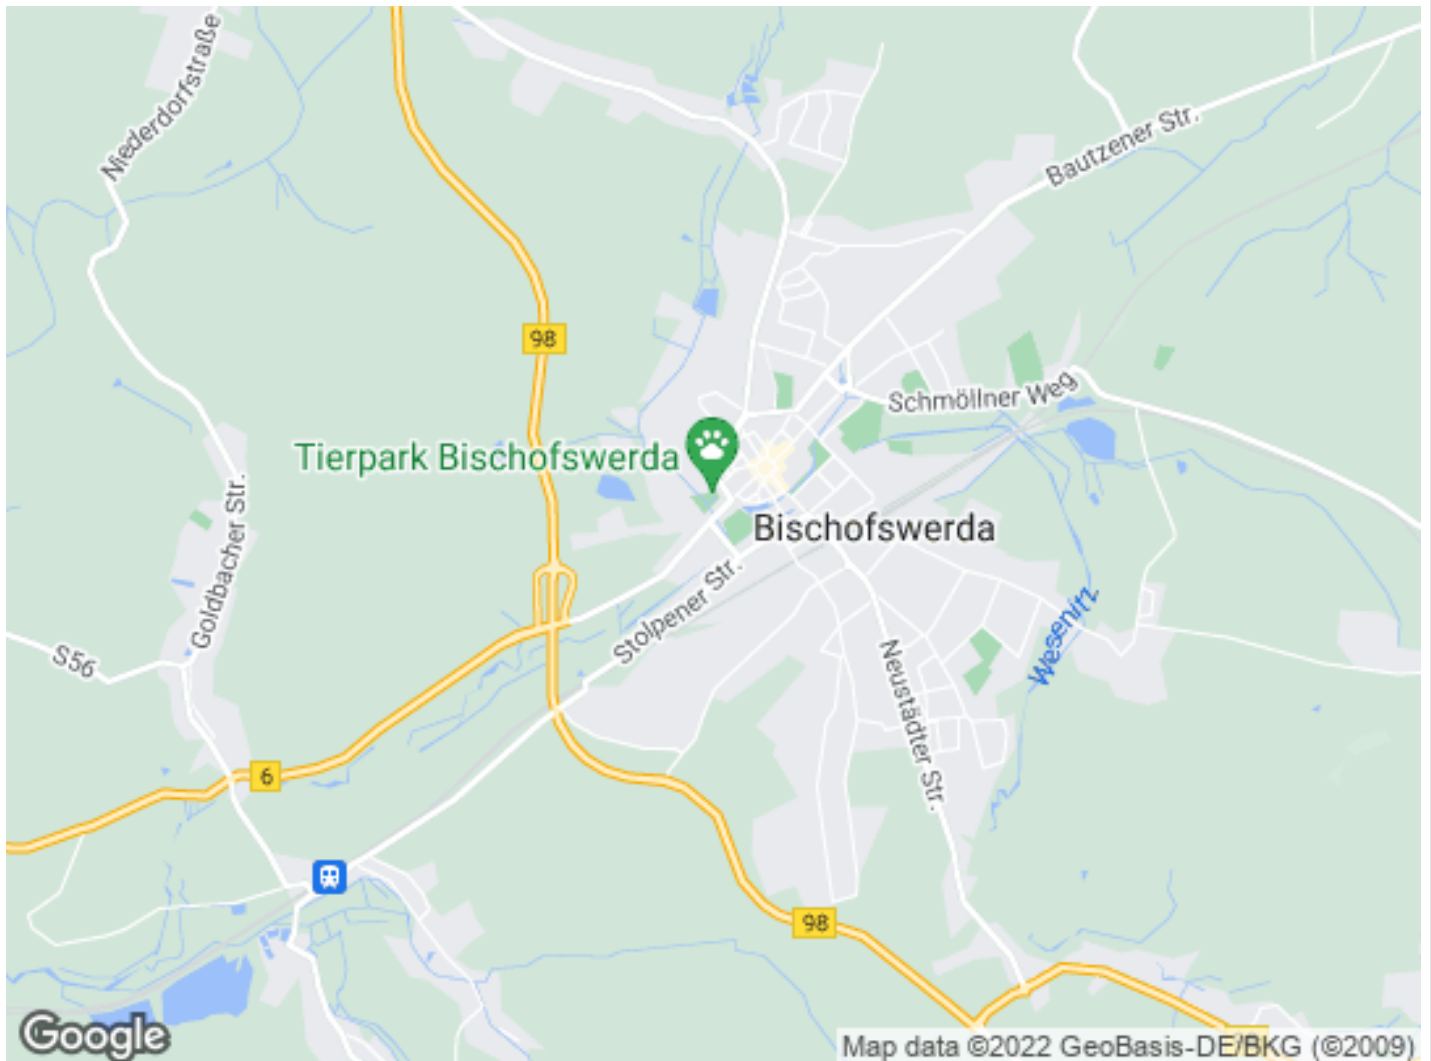 Niederdorfstraße
Bautzener Str.
98
Schmöllner Weg
Tierpark Bischofswerda
Bischofswerda
Goldbacher Str.
Stolpener Str.
Wesenitz
S56
Neustädter Str.
6
98
Google
Map data ©2022 GeoBasis-DE/BKG (©2009)